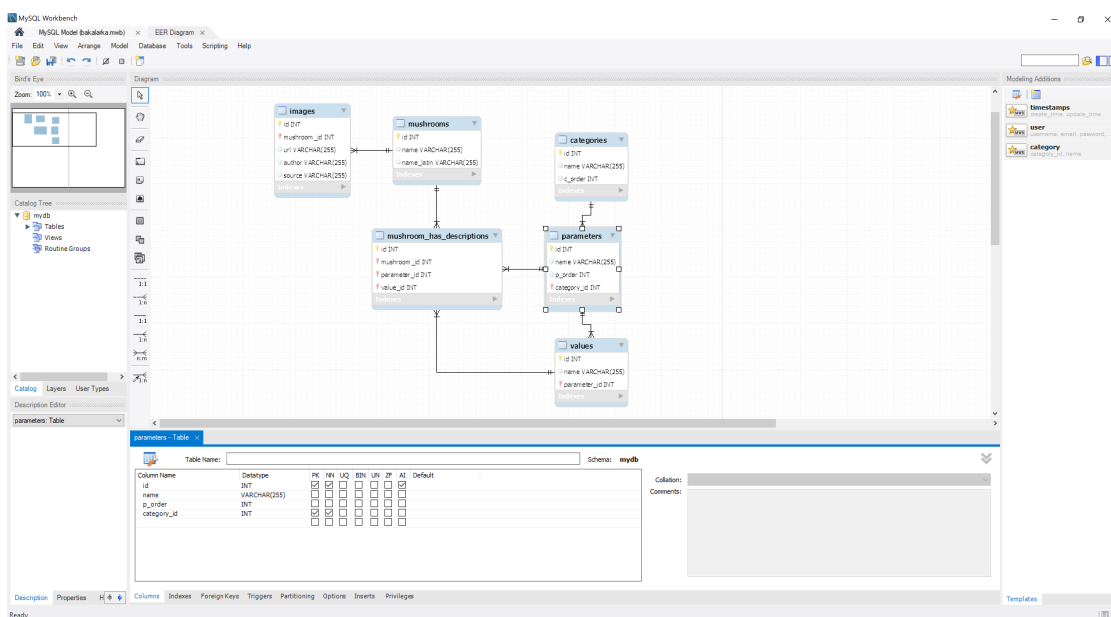 MySQL Workbench
MySQL Model (bakalarka.mwb) × EER Diagram ×
File Edit View Arrange Model Database Tools Scripting Help
Bird's Eye
Zoom: 100%
Diagram
Modeling Additions
timestamps
create_time, update_time
user
username, email, password,
category
category_id, name
images
id INT
mushroom_id INT
url VARCHAR(255)
author VARCHAR(255)
source VARCHAR(255)
Indexes
mushrooms
id INT
name VARCHAR(255)
name_latin VARCHAR(255)
Indexes
categories
id INT
name VARCHAR(255)
c_order INT
Indexes
mushroom_has_descriptions
id INT
mushroom_id INT
parameter_id INT
value_id INT
Indexes
parameters
id INT
name VARCHAR(255)
p_order INT
category_id INT
Indexes
values
id INT
name VARCHAR(255)
parameter_id INT
Indexes
1:1
1:n
1:1
1:n
n:m
1:n
Catalog Tree
mydb
Tables
Views
Routine Groups
Catalog Layers User Types
Description Editor
parameters: Table
parameters - Table ×
Table Name:
Schema: mydb
Column Name Datatype PK NN UQ BIN UN ZF AI Default
id INT
name VARCHAR(255)
p_order INT
category_id INT
Collation:
Comments:
Description Properties H
Columns Indexes Foreign Keys Triggers Partitioning Options Inserts Privileges
Templates
Ready